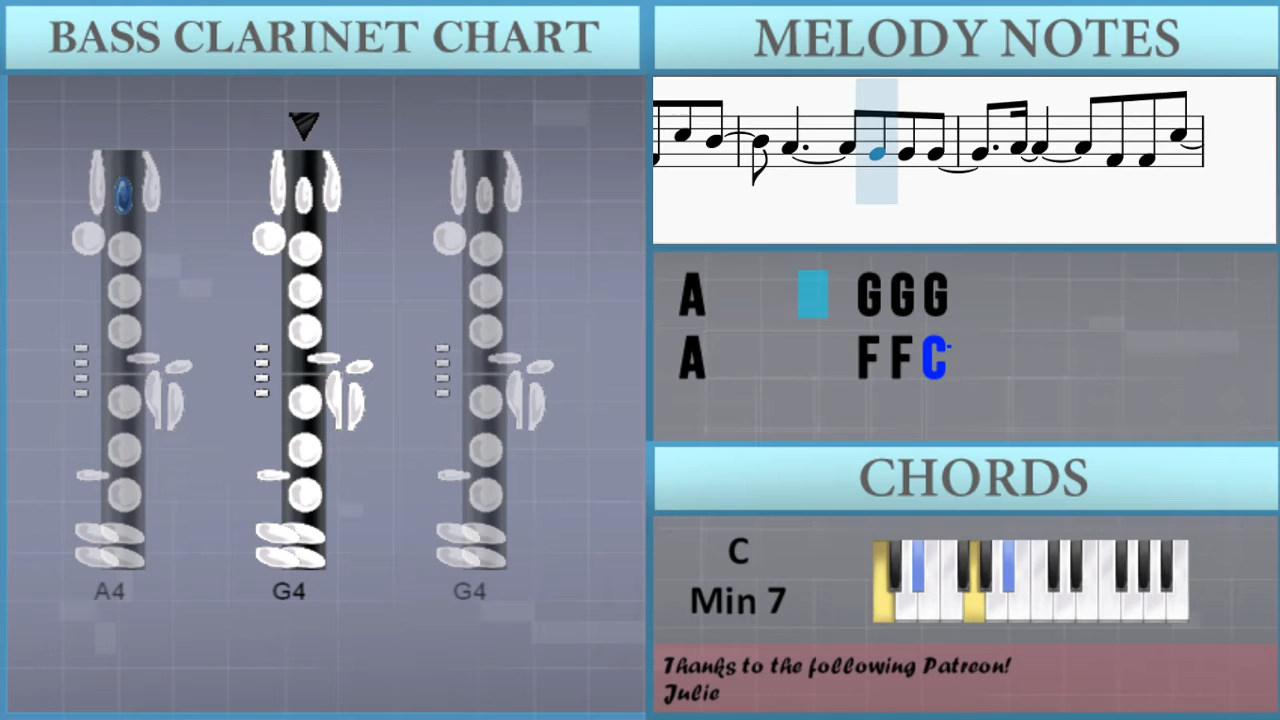 BASS CLARINET CHART
A4 G4 G4
MELODY NOTES
A GGG
A FFC
CHORDS
C
Min 7
Thanks to the following Patreon!
Julie